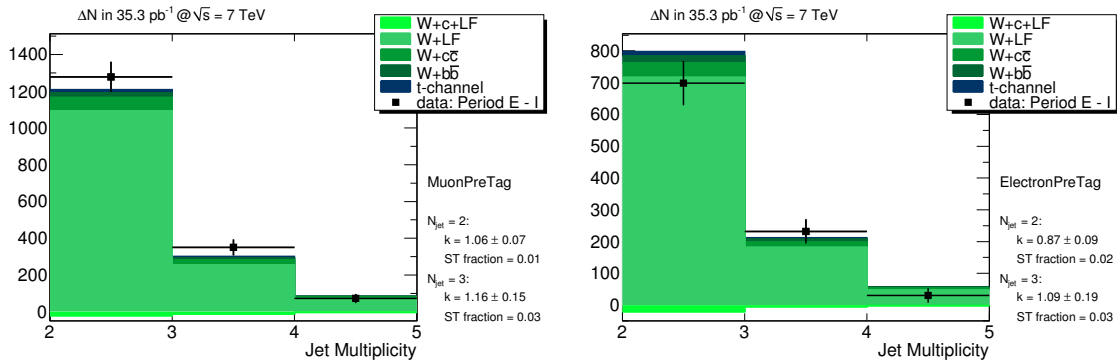 ΔN in 35.3 pb⁻¹ @√s = 7 TeV
W+c+LF
W+LF
W+cc̅
W+bb̅
t-channel
data: Period E - I
1400
1200
1000
800
600
400
200
0
2 3 4 5
Jet Multiplicity
MuonPreTag
N_jet = 2:
k = 1.06 ± 0.07
ST fraction = 0.01
N_jet = 3:
k = 1.16 ± 0.15
ST fraction = 0.03
ΔN in 35.3 pb⁻¹ @√s = 7 TeV
W+c+LF
W+LF
W+cc̅
W+bb̅
t-channel
data: Period E - I
800
700
600
500
400
300
200
100
0
2 3 4 5
Jet Multiplicity
ElectronPreTag
N_jet = 2:
k = 0.87 ± 0.09
ST fraction = 0.02
N_jet = 3:
k = 1.09 ± 0.19
ST fraction = 0.03